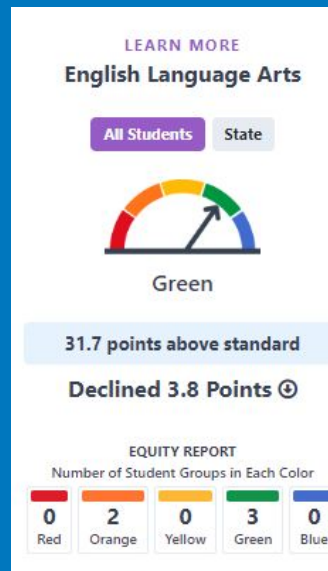 LEARN MORE
English Language Arts
All Students State
Green
31.7 points above standard
Declined 3.8 Points
EQUITY REPORT
Number of Student Groups in Each Color
0 2 0 3 0
Red Orange Yellow Green Blue